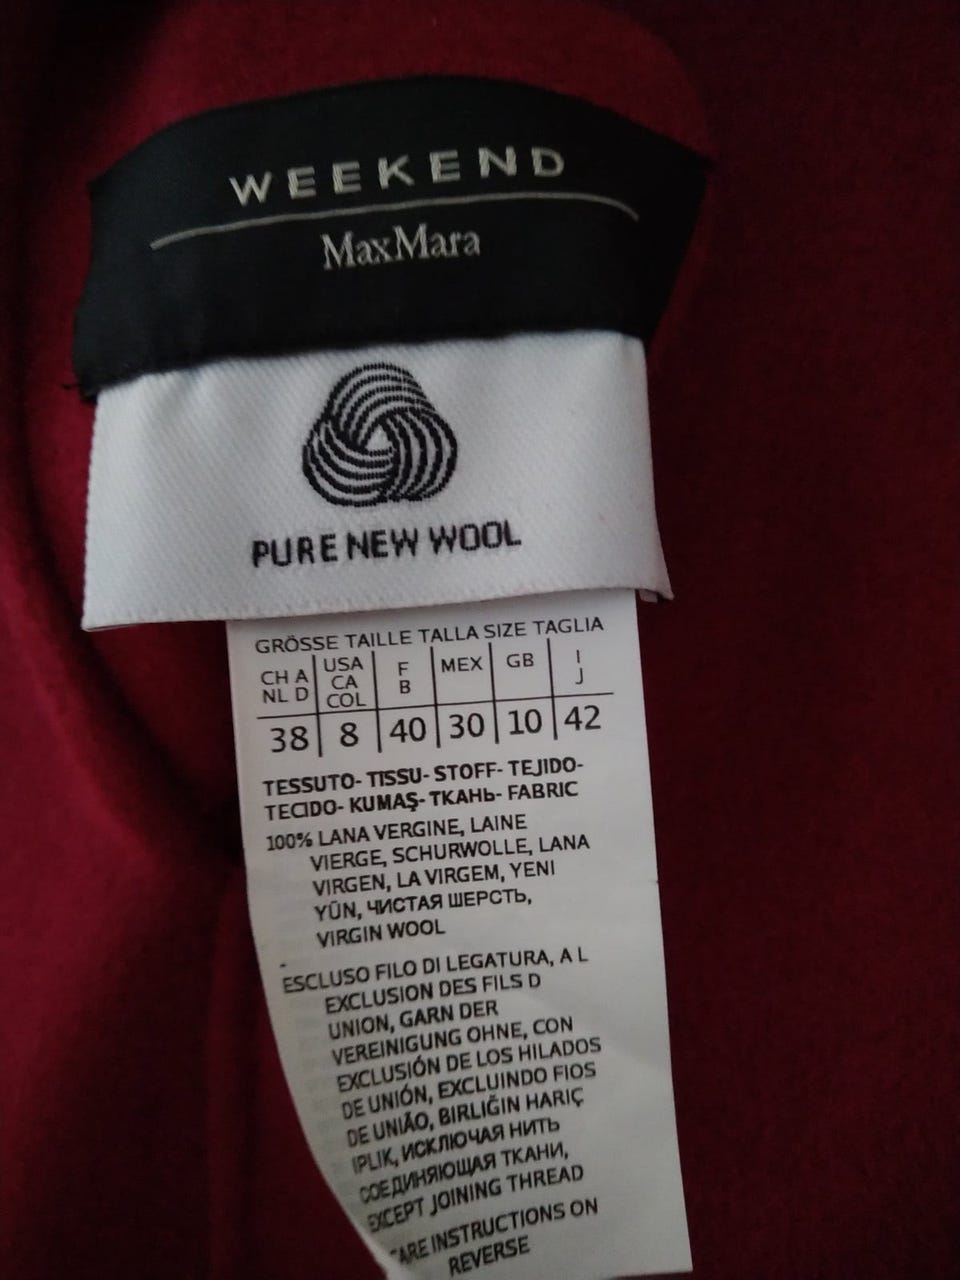 WEEKEND
MaxMara
PURE NEW WOOL
GRÖSSE TAILLE TALLA SIZE TAGLIA
CH A NL D | USA CA COL | F B | MEX | GB | I J
38 | 8 | 40 | 30 | 10 | 42
TESSUTO- TISSU- STOFF- TEJIDO-
TECIDO- KUMAŞ- ТКАНЬ- FABRIC
100% LANA VERGINE, LAINE
VIERGE, SCHURWOLLE, LANA
VIRGEN, LA VIRGEM, YENI
YÜN, ЧИСТАЯ ШЕРСТЬ,
VIRGIN WOOL
-
ESCLUSO FILO DI LEGATURA, A L
EXCLUSION DES FILS D
UNION, GARN DER
VEREINIGUNG OHNE, CON
EXCLUSIÓN DE LOS HILADOS
DE UNIÓN, EXCLUINDO FIOS
DE UNIÃO, BIRLIĞIN HARIÇ
IPLIK, ИСКЛЮЧАЯ НИТЬ
СОЕДИНЯЮЩАЯ ТКАНИ,
EXCEPT JOINING THREAD
CARE INSTRUCTIONS ON
REVERSE